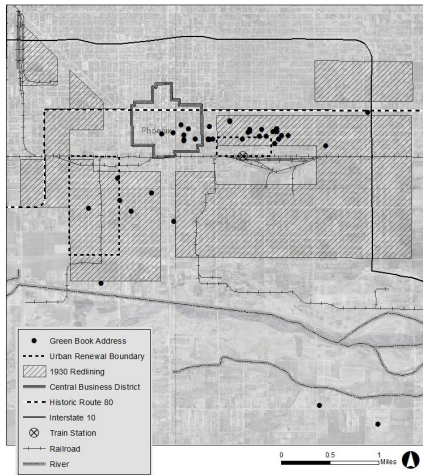 Phoenix
Green Book Address
Urban Renewal Boundary
1930 Redlining
Central Business District
Historic Route 80
Interstate 10
Train Station
Railroad
River
0 0.5 1
Miles